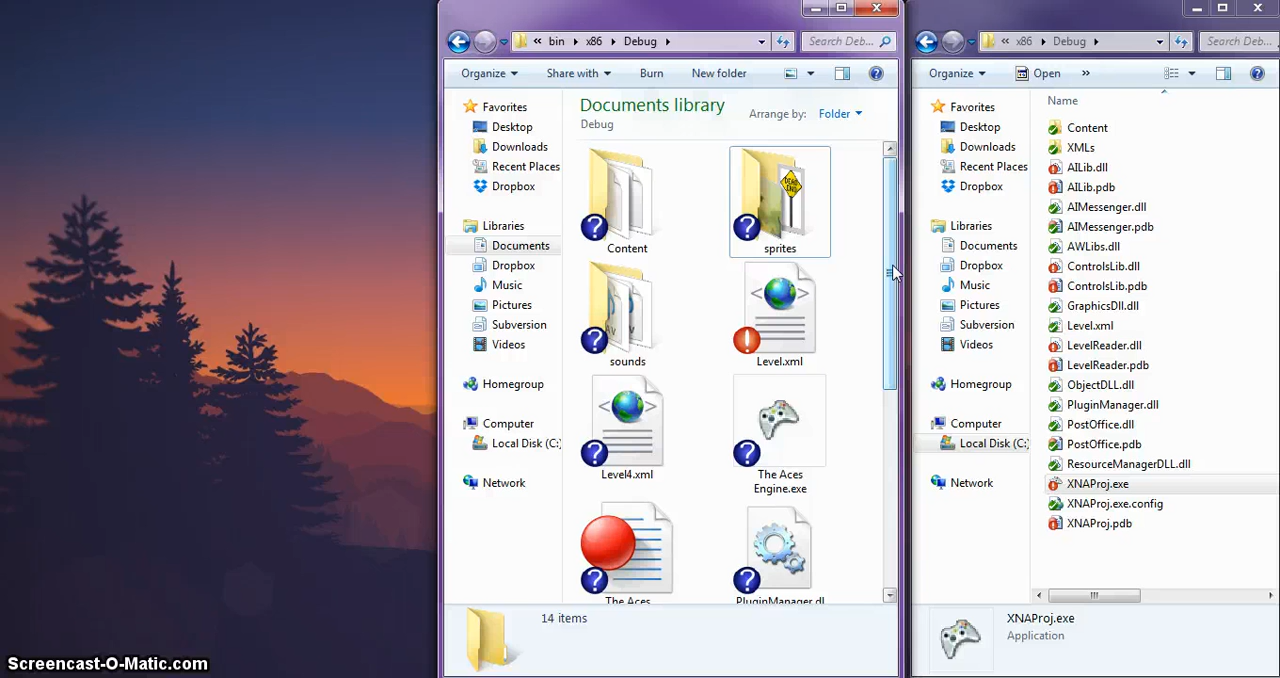 « bin ▸ x86 ▸ Debug ▸
Search Deb...
Organize
Share with
Burn
New folder
Documents library
Debug
Arrange by: Folder
Favorites
Desktop
Downloads
Recent Places
Dropbox
Libraries
Documents
Dropbox
Music
Pictures
Subversion
Videos
Homegroup
Computer
Local Disk (C:
Network
Content
DEAD
END
sprites
sounds
Level.xml
Level4.xml
The Aces
Engine.exe
The Aces
PluginManager.dl
14 items
« x86 ▸ Debug ▸
Search Deb...
Organize
Open
»
Favorites
Desktop
Downloads
Recent Places
Dropbox
Libraries
Documents
Dropbox
Music
Pictures
Subversion
Videos
Homegroup
Computer
Local Disk (C:
Network
Name
Content
XMLs
AILib.dll
AILib.pdb
AIMessenger.dll
AIMessenger.pdb
AWLibs.dll
ControlsLib.dll
ControlsLib.pdb
GraphicsDll.dll
Level.xml
LevelReader.dll
LevelReader.pdb
ObjectDLL.dll
PluginManager.dll
PostOffice.dll
PostOffice.pdb
ResourceManagerDLL.dll
XNAProj.exe
XNAProj.exe.config
XNAProj.pdb
XNAProj.exe
Application
Screencast-O-Matic.com